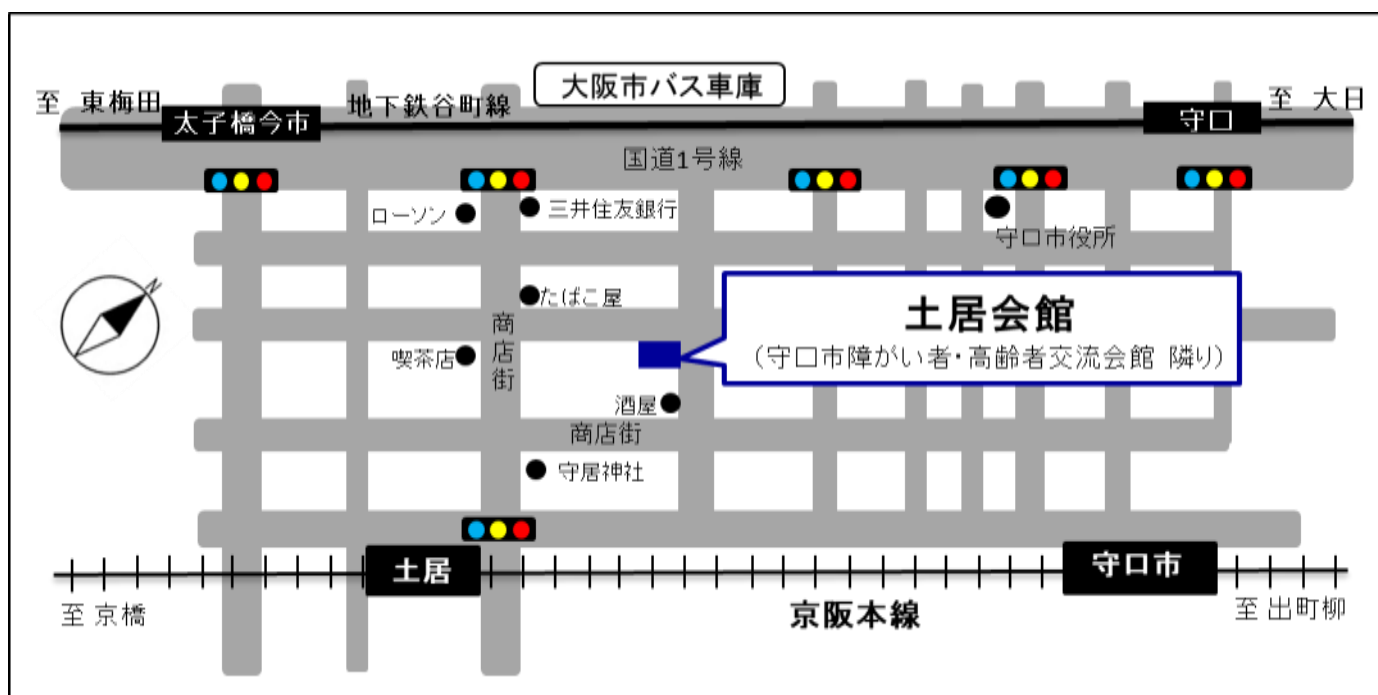 大阪市バス車庫
至 東梅田
地下鉄谷町線
至 大日
太子橋今市
守口
国道1号線
ローソン
三井住友銀行
守口市役所
N
たばこ屋
土居会館
(守口市障がい者・高齢者交流会館 隣り)
商店街
喫茶店
酒屋
商店街
守居神社
土居
守口市
至 京橋
京阪本線
至 出町柳